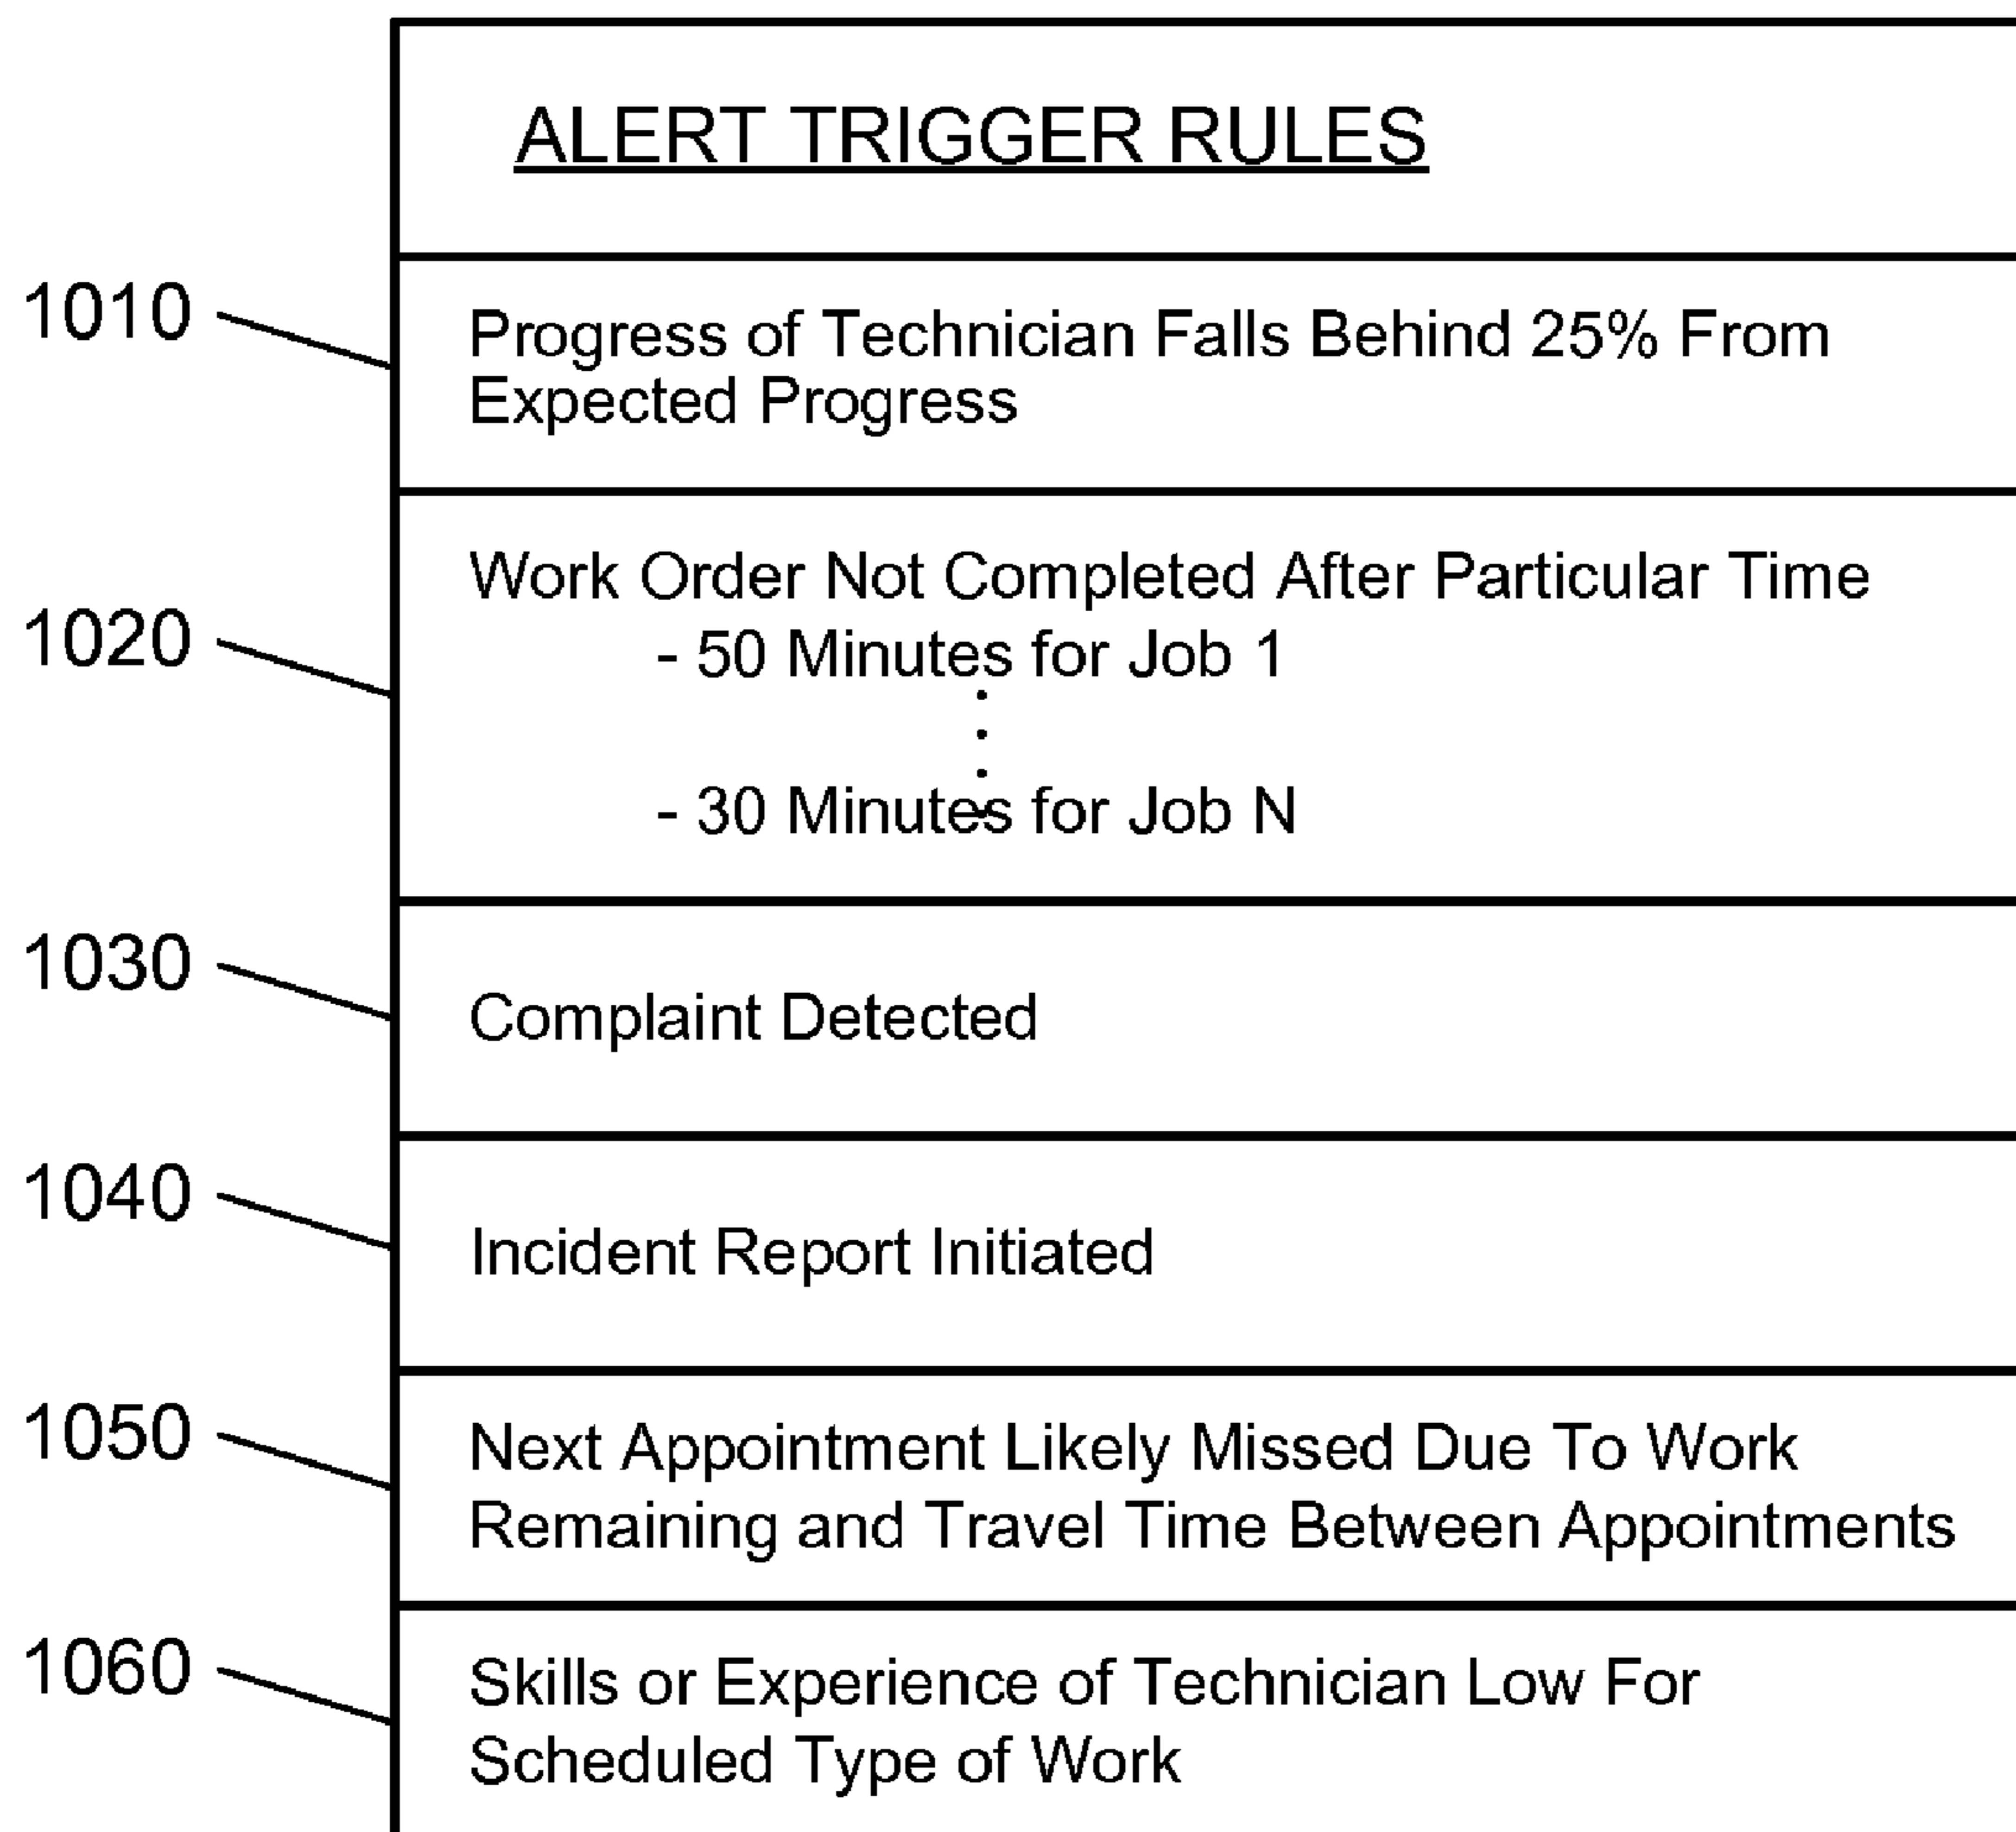 ALERT TRIGGER RULES
1010
Progress of Technician Falls Behind 25% From
Expected Progress
1020
Work Order Not Completed After Particular Time
- 50 Minutes for Job 1
- 30 Minutes for Job N
1030
Complaint Detected
1040
Incident Report Initiated
1050
Next Appointment Likely Missed Due To Work
Remaining and Travel Time Between Appointments
1060
Skills or Experience of Technician Low For
Scheduled Type of Work